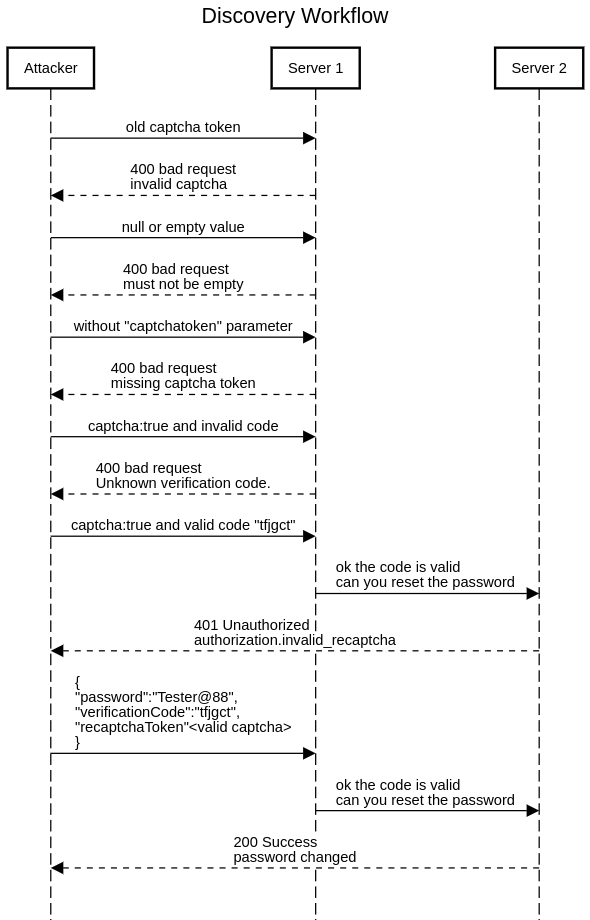 Discovery Workflow
Attacker
Server 1
Server 2
old captcha token
400 bad request
invalid captcha
null or empty value
400 bad request
must not be empty
without "captchatoken" parameter
400 bad request
missing captcha token
captcha:true and invalid code
400 bad request
Unknown verification code.
captcha:true and valid code "tfjgct"
ok the code is valid
can you reset the password
401 Unauthorized
authorization.invalid_recaptcha
{
"password":"Tester@88",
"verificationCode":"tfjgct",
"recaptchaToken"<valid captcha>
}
ok the code is valid
can you reset the password
200 Success
password changed